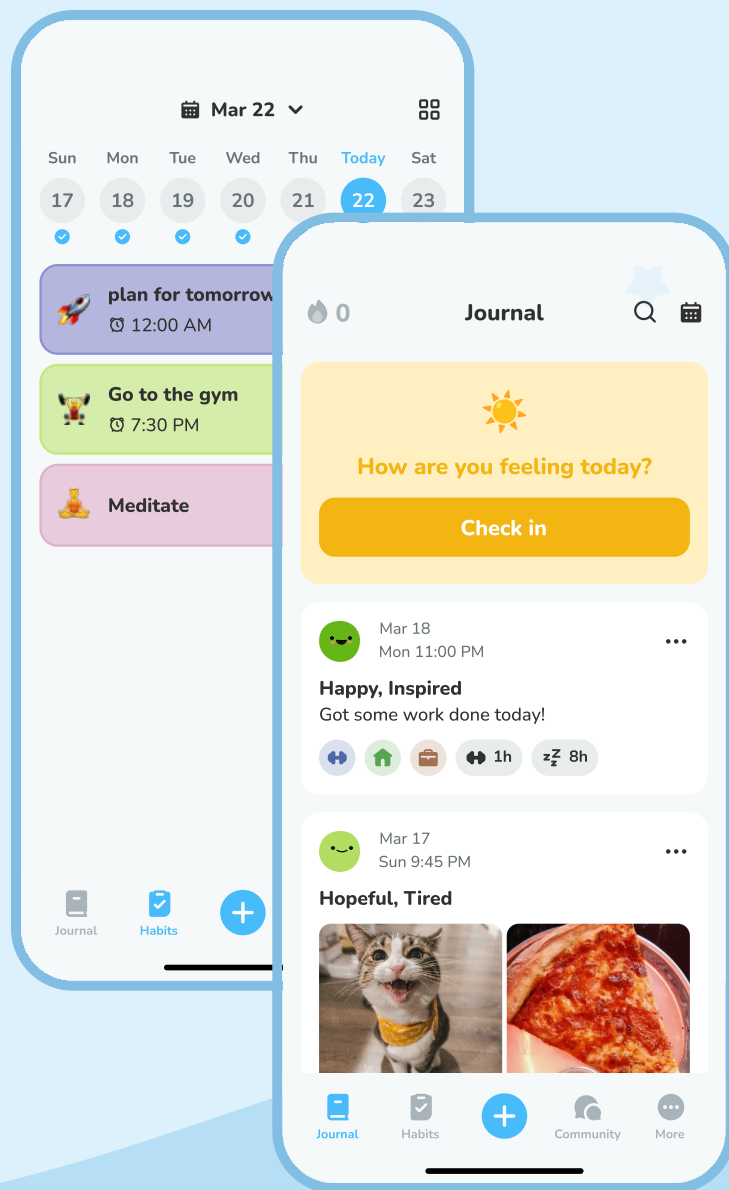 Mar 22
Sun Mon Tue Wed Thu Today Sat
17 18 19 20 21 22 23
plan for tomorrow
12:00 AM
Go to the gym
7:30 PM
Meditate
Journal Habits
0 Journal
How are you feeling today?
Check in
Mar 18
Mon 11:00 PM
Happy, Inspired
Got some work done today!
1h 8h
Mar 17
Sun 9:45 PM
Hopeful, Tired
Journal Habits Community More